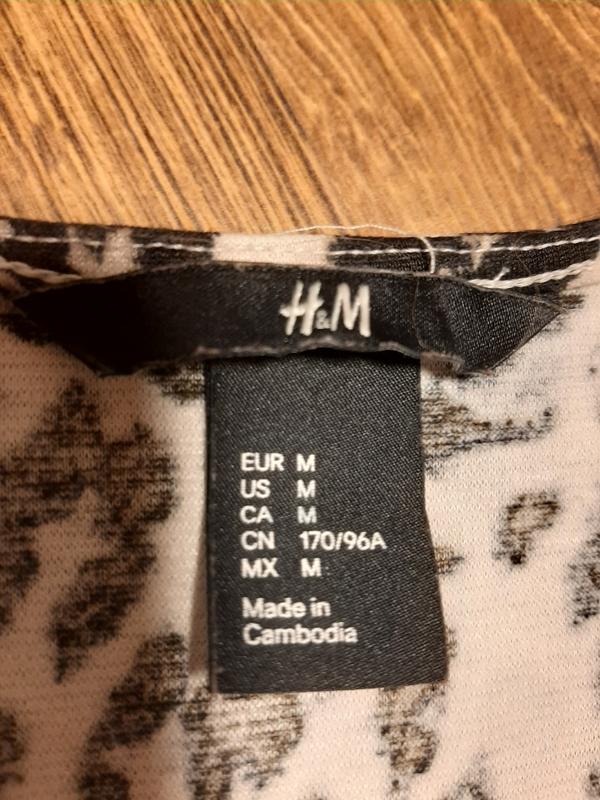 H&M
EUR M
US M
CA M
CN 170/96A
MX M
Made in
Cambodia